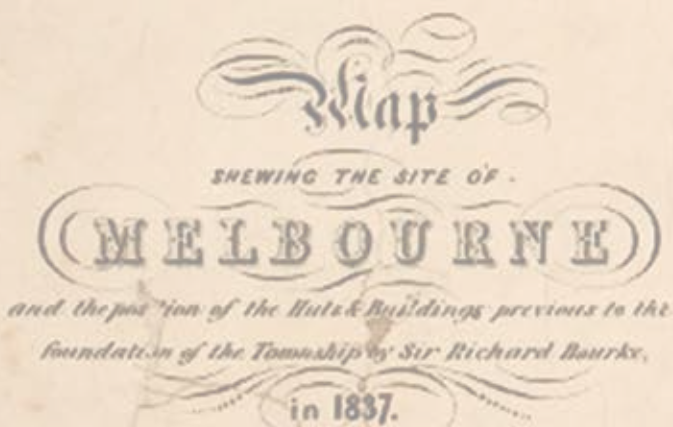 Map
SHEWING THE SITE OF
MELBOURNE
and the position of the Huts & Buildings previous to the
foundation of the Township by Sir Richard Bourke,
in 1837.